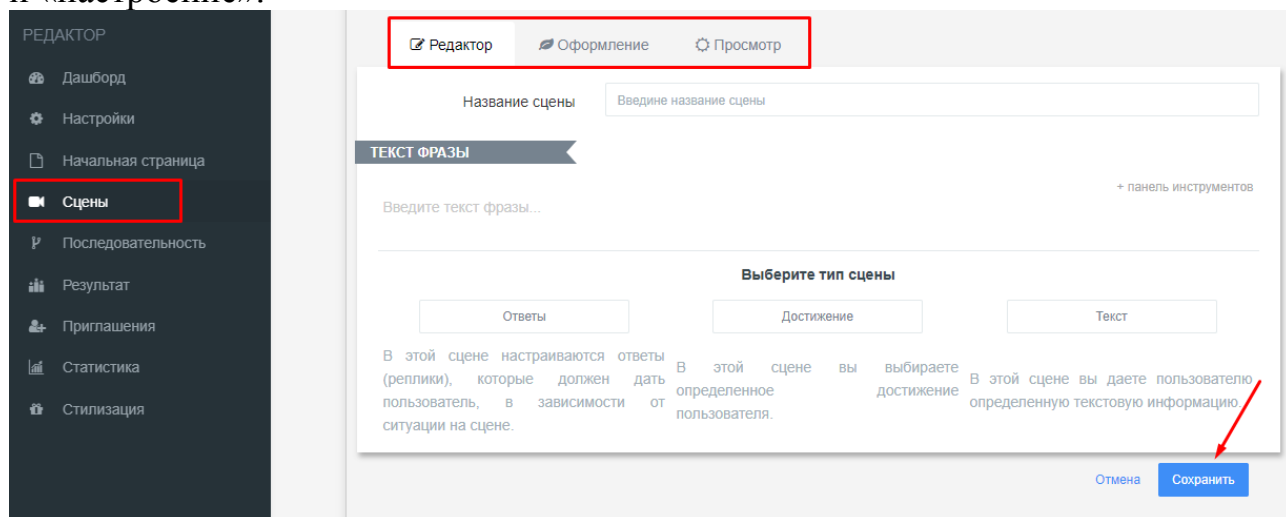 и «настроение».
РЕДАКТОР
Дашборд
Настройки
Начальная страница
Сцены
Последовательность
Результат
Приглашения
Статистика
Стилизация
Редактор Оформление Просмотр
Название сцены Введине название сцены
ТЕКСТ ФРАЗЫ
+ панель инструментов
Введите текст фразы...
Выберите тип сцены
Ответы Достижение Текст
В этой сцене настраиваются ответы
(реплики), которые должен дать
пользователь, в зависимости от
ситуации на сцене.
В этой сцене вы выбираете
определенное достижение
пользователя.
В этой сцене вы даете пользователю
определенную текстовую информацию.
Отмена Сохранить